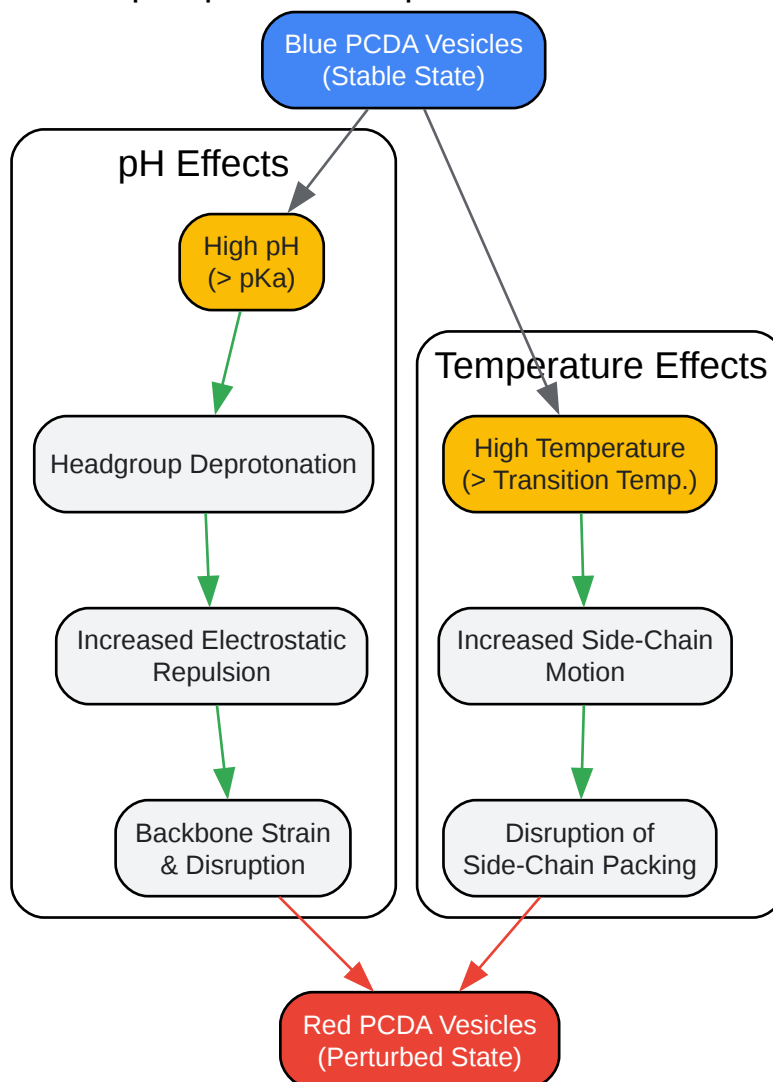 Blue PCDA Vesicles
(Stable State)
pH Effects
High pH
(> pKa)
Headgroup Deprotonation
Increased Electrostatic
Repulsion
Backbone Strain
& Disruption
Temperature Effects
High Temperature
(> Transition Temp.)
Increased Side-Chain
Motion
Disruption of
Side-Chain Packing
Red PCDA Vesicles
(Perturbed State)